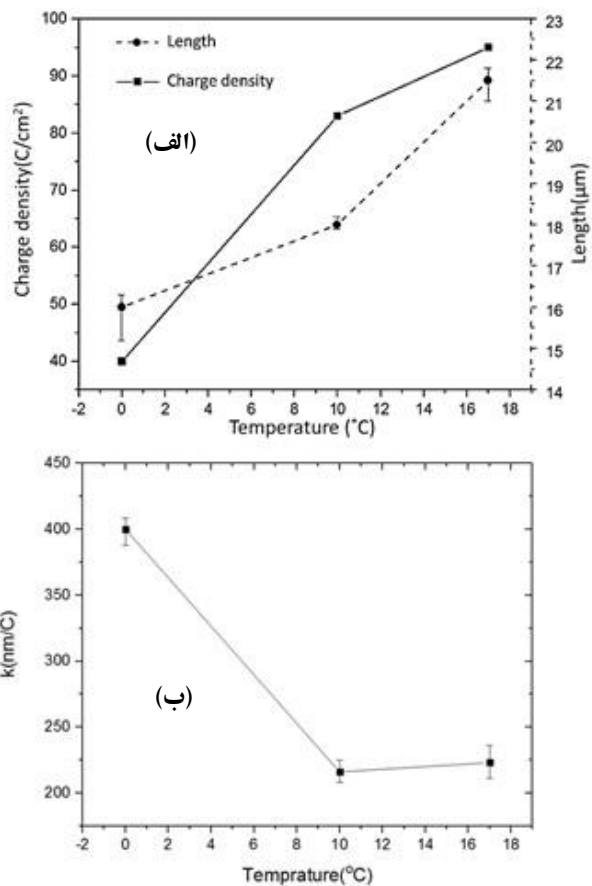 100
90
80
70
60
50
40
Charge density(C/cm²)
Length
Charge density
(الف)
23
22
21
20
19
18
17
16
15
14
Length(µm)
-2 0 2 4 6 8 10 12 14 16 18
Temperature (°C)
450
400
350
300
250
200
k(nm/C)
(ب)
-2 0 2 4 6 8 10 12 14 16 18
Temprature(°C)